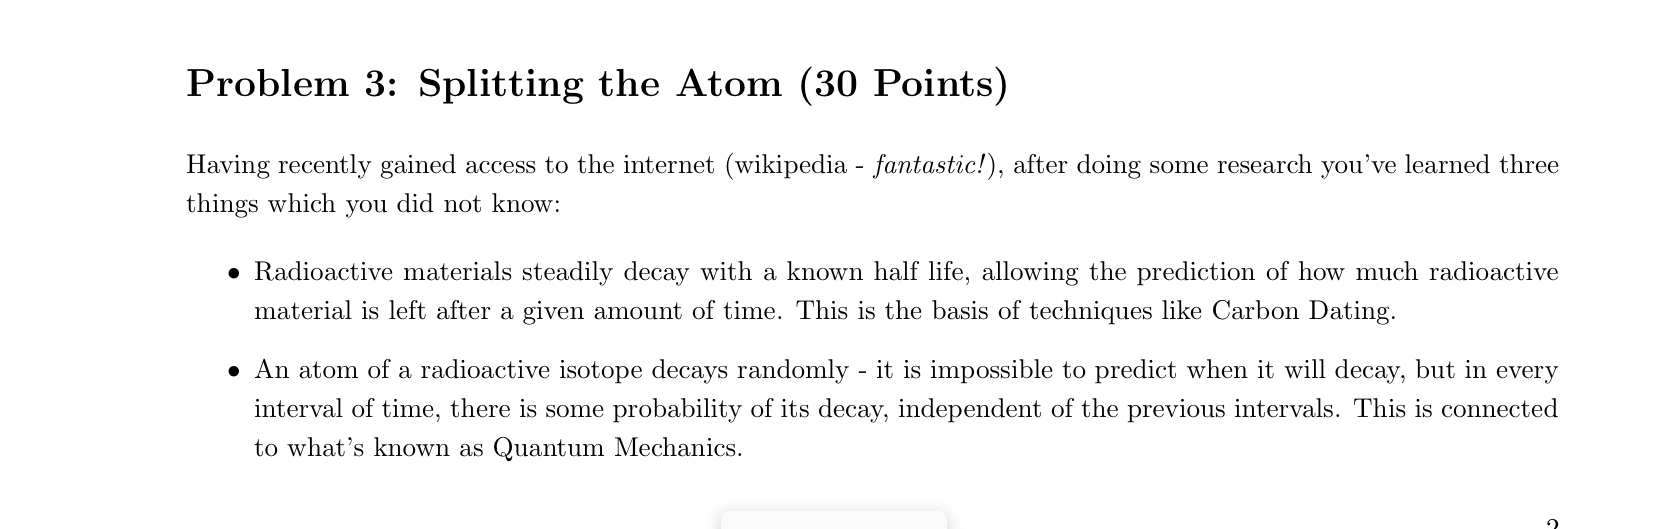 Problem 3: Splitting the Atom (30 Points)
Having recently gained access to the internet (wikipedia - fantastic!), after doing some research you've learned three
things which you did not know:
• Radioactive materials steadily decay with a known half life, allowing the prediction of how much radioactive
material is left after a given amount of time. This is the basis of techniques like Carbon Dating.
• An atom of a radioactive isotope decays randomly - it is impossible to predict when it will decay, but in every
interval of time, there is some probability of its decay, independent of the previous intervals. This is connected
to what's known as Quantum Mechanics.
2